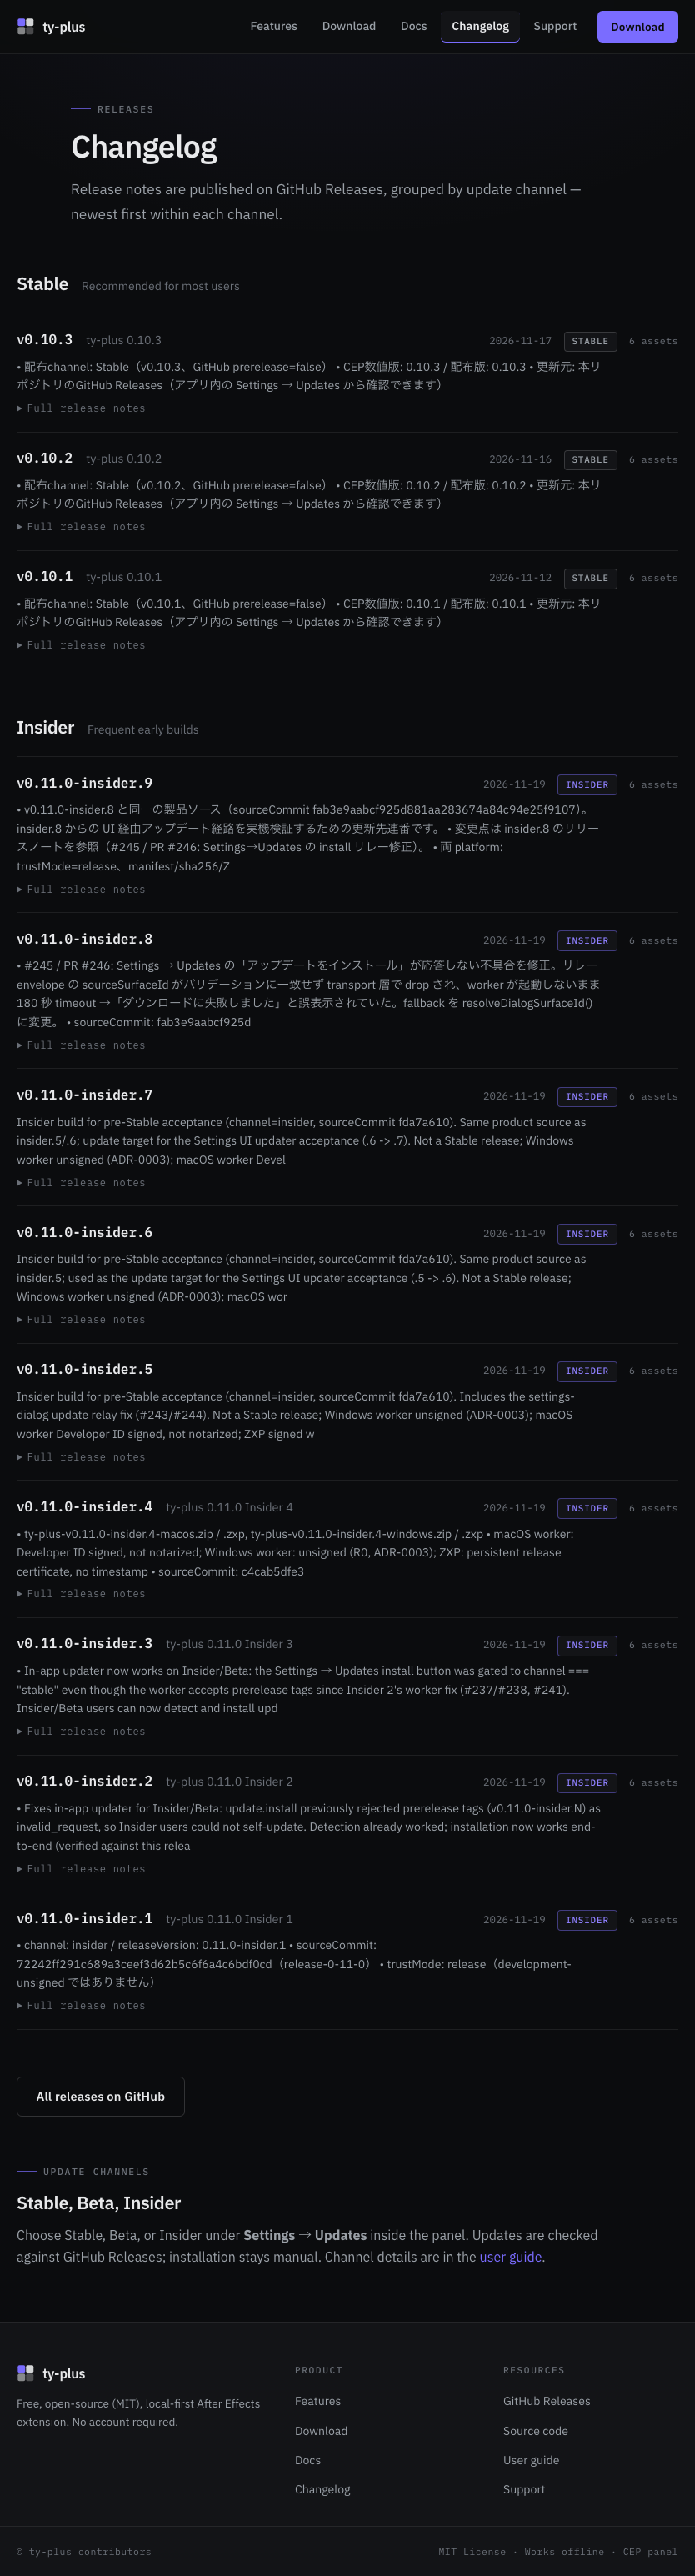 ty-plus
Features Download Docs Changelog Support Download
RELEASES
Changelog
Release notes are published on GitHub Releases, grouped by update channel —
newest first within each channel.
Stable Recommended for most users
v0.10.3 ty-plus 0.10.3 2026-11-17 STABLE 6 assets
• 配布channel: Stable（v0.10.3、GitHub prerelease=false） • CEP数値版: 0.10.3 / 配布版: 0.10.3 • 更新元: 本リ
ポジトリのGitHub Releases（アプリ内の Settings → Updates から確認できます）
▶ Full release notes
v0.10.2 ty-plus 0.10.2 2026-11-16 STABLE 6 assets
• 配布channel: Stable（v0.10.2、GitHub prerelease=false） • CEP数値版: 0.10.2 / 配布版: 0.10.2 • 更新元: 本リ
ポジトリのGitHub Releases（アプリ内の Settings → Updates から確認できます）
▶ Full release notes
v0.10.1 ty-plus 0.10.1 2026-11-12 STABLE 6 assets
• 配布channel: Stable（v0.10.1、GitHub prerelease=false） • CEP数値版: 0.10.1 / 配布版: 0.10.1 • 更新元: 本リ
ポジトリのGitHub Releases（アプリ内の Settings → Updates から確認できます）
▶ Full release notes
Insider Frequent early builds
v0.11.0-insider.9 2026-11-19 INSIDER 6 assets
• v0.11.0-insider.8 と同一の製品ソース（sourceCommit fab3e9aabcf925d881aa283674a84c94e25f9107）。
insider.8 からの UI 経由アップデート経路を実機検証するための更新先連番です。 • 変更点は insider.8 のリリー
スノートを参照（#245 / PR #246: Settings→Updates の install リレー修正）。 • 両 platform:
trustMode=release、manifest/sha256/Z
▶ Full release notes
v0.11.0-insider.8 2026-11-19 INSIDER 6 assets
• #245 / PR #246: Settings → Updates の「アップデートをインストール」が応答しない不具合を修正。リレー
envelope の sourceSurfaceId がバリデーションに一致せず transport 層で drop され、worker が起動しないまま
180 秒 timeout →「ダウンロードに失敗しました」と誤表示されていた。fallback を resolveDialogSurfaceId()
に変更。 • sourceCommit: fab3e9aabcf925d
▶ Full release notes
v0.11.0-insider.7 2026-11-19 INSIDER 6 assets
Insider build for pre-Stable acceptance (channel=insider, sourceCommit fda7a610). Same product source as
insider.5/.6; update target for the Settings UI updater acceptance (.6 -> .7). Not a Stable release; Windows
worker unsigned (ADR-0003); macOS worker Devel
▶ Full release notes
v0.11.0-insider.6 2026-11-19 INSIDER 6 assets
Insider build for pre-Stable acceptance (channel=insider, sourceCommit fda7a610). Same product source as
insider.5; used as the update target for the Settings UI updater acceptance (.5 -> .6). Not a Stable release;
Windows worker unsigned (ADR-0003); macOS wor
▶ Full release notes
v0.11.0-insider.5 2026-11-19 INSIDER 6 assets
Insider build for pre-Stable acceptance (channel=insider, sourceCommit fda7a610). Includes the settings-
dialog update relay fix (#243/#244). Not a Stable release; Windows worker unsigned (ADR-0003); macOS
worker Developer ID signed, not notarized; ZXP signed w
▶ Full release notes
v0.11.0-insider.4 ty-plus 0.11.0 Insider 4 2026-11-19 INSIDER 6 assets
• ty-plus-v0.11.0-insider.4-macos.zip / .zxp, ty-plus-v0.11.0-insider.4-windows.zip / .zxp • macOS worker:
Developer ID signed, not notarized; Windows worker: unsigned (R0, ADR-0003); ZXP: persistent release
certificate, no timestamp • sourceCommit: c4cab5dfe3
▶ Full release notes
v0.11.0-insider.3 ty-plus 0.11.0 Insider 3 2026-11-19 INSIDER 6 assets
• In-app updater now works on Insider/Beta: the Settings → Updates install button was gated to channel ===
"stable" even though the worker accepts prerelease tags since Insider 2's worker fix (#237/#238, #241).
Insider/Beta users can now detect and install upd
▶ Full release notes
v0.11.0-insider.2 ty-plus 0.11.0 Insider 2 2026-11-19 INSIDER 6 assets
• Fixes in-app updater for Insider/Beta: update.install previously rejected prerelease tags (v0.11.0-insider.N) as
invalid_request, so Insider users could not self-update. Detection already worked; installation now works end-
to-end (verified against this relea
▶ Full release notes
v0.11.0-insider.1 ty-plus 0.11.0 Insider 1 2026-11-19 INSIDER 6 assets
• channel: insider / releaseVersion: 0.11.0-insider.1 • sourceCommit:
72242ff291c689a3ceef3d62b5c6f6a4c6bdf0cd（release-0-11-0） • trustMode: release（development-
unsigned ではありません）
▶ Full release notes
All releases on GitHub
UPDATE CHANNELS
Stable, Beta, Insider
Choose Stable, Beta, or Insider under Settings → Updates inside the panel. Updates are checked
against GitHub Releases; installation stays manual. Channel details are in the user guide.
ty-plus
Free, open-source (MIT), local-first After Effects
extension. No account required.
PRODUCT
Features
Download
Docs
Changelog
RESOURCES
GitHub Releases
Source code
User guide
Support
© ty-plus contributors
MIT License · Works offline · CEP panel